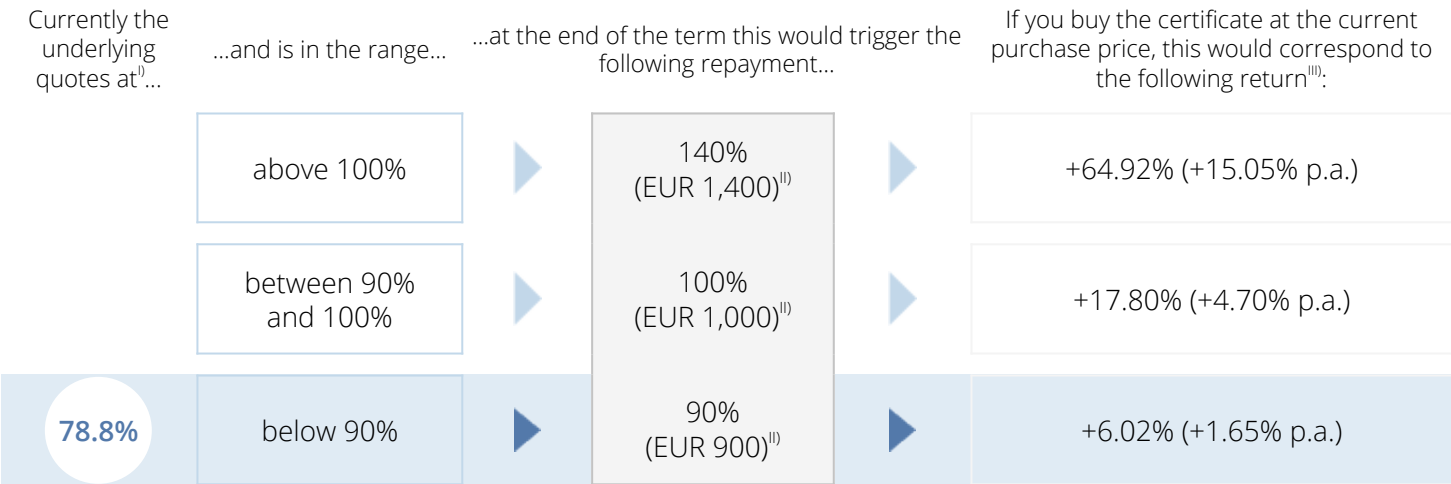 Currently the
underlying
quotes atI)...
...and is in the range...
...at the end of the term this would trigger the
following repayment...
If you buy the certificate at the current
purchase price, this would correspond to
the following returnIII):
above 100%
140%
(EUR 1,400)II)
+64.92% (+15.05% p.a.)
between 90%
and 100%
100%
(EUR 1,000)II)
+17.80% (+4.70% p.a.)
78.8%
below 90%
90%
(EUR 900)II)
+6.02% (+1.65% p.a.)